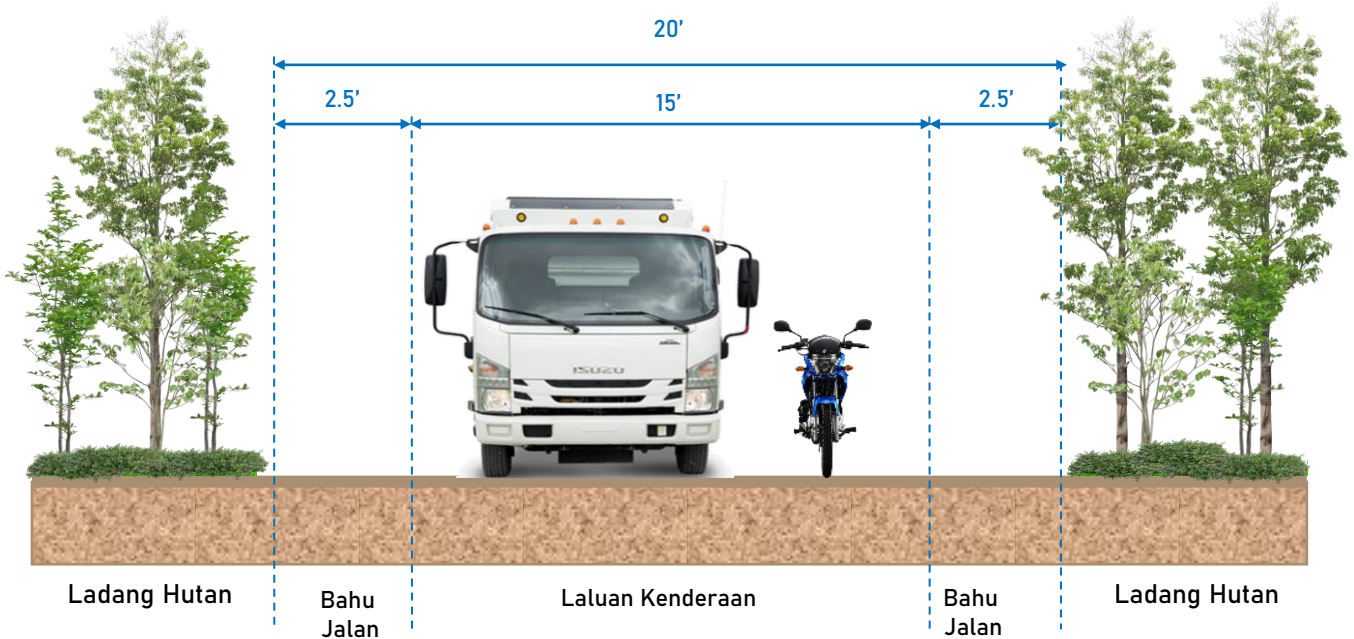 20’
2.5’
15’
2.5’
ISUZU
Ladang Hutan
Bahu
Jalan
Laluan Kenderaan
Bahu
Jalan
Ladang Hutan